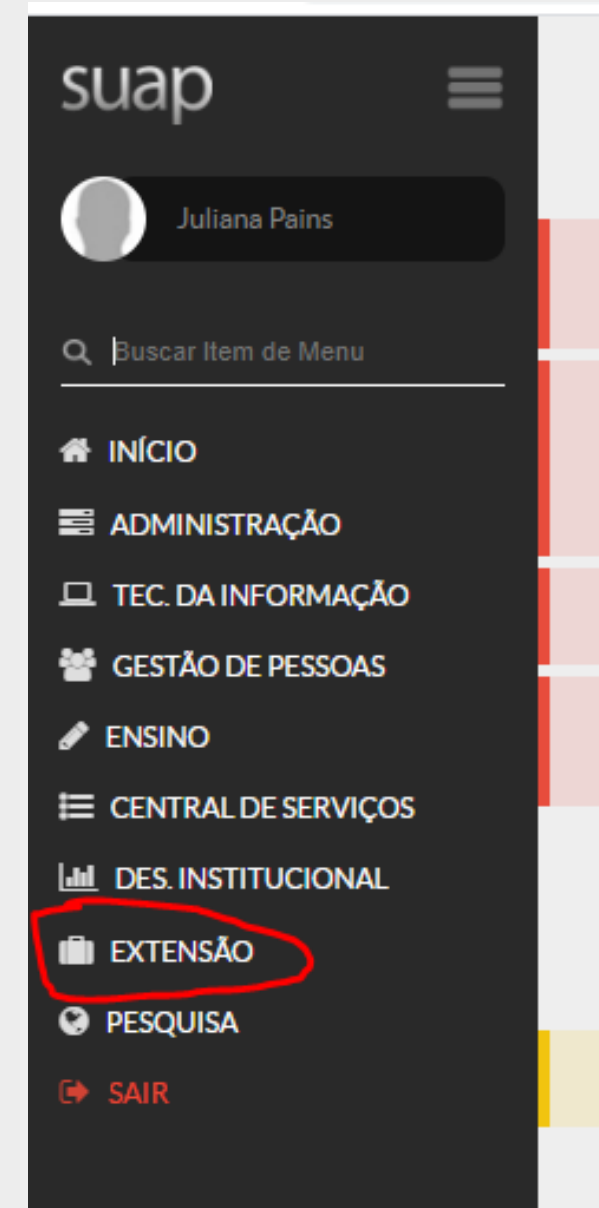 suap
Juliana Pains
Buscar Item de Menu
INÍCIO
ADMINISTRAÇÃO
TEC. DA INFORMAÇÃO
GESTÃO DE PESSOAS
ENSINO
CENTRAL DE SERVIÇOS
DES. INSTITUCIONAL
EXTENSÃO
PESQUISA
SAIR